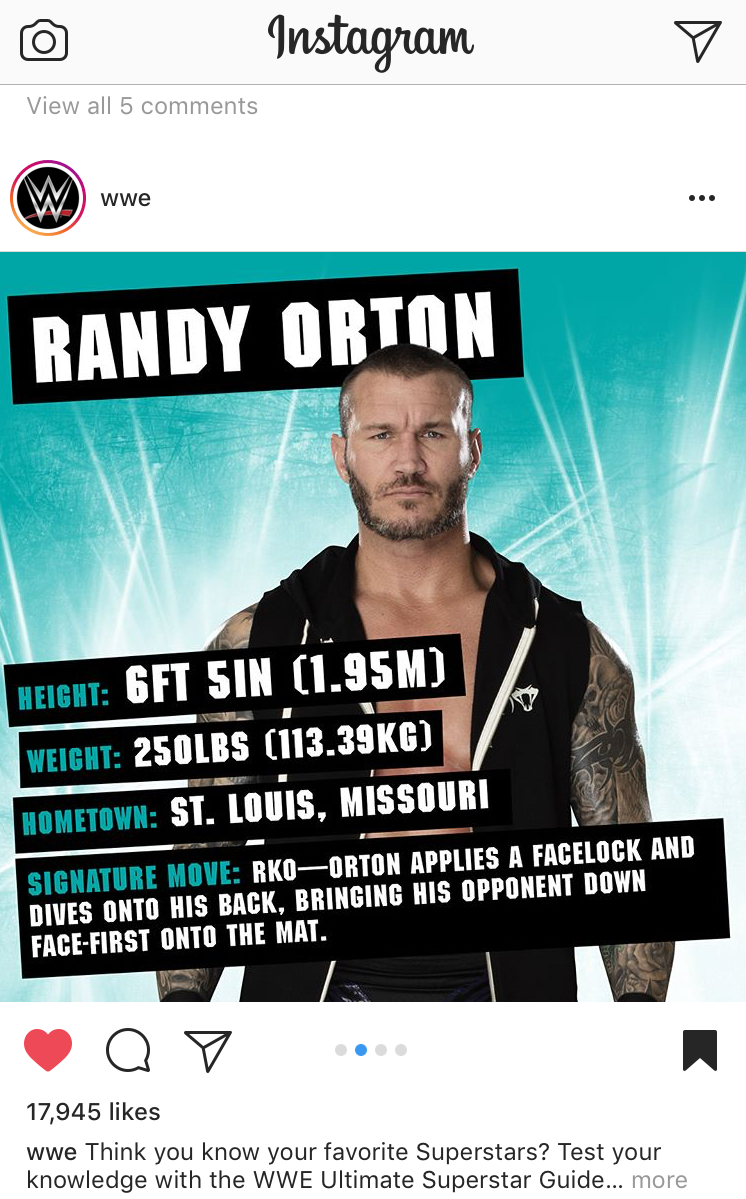 Instagram
View all 5 comments
W
wwe
RANDY ORTON
HEIGHT: 6FT 5IN (1.95M)
WEIGHT: 250LBS (113.39KG)
HOMETOWN: ST. LOUIS, MISSOURI
SIGNATURE MOVE: RKO—ORTON APPLIES A FACELOCK AND
DIVES ONTO HIS BACK, BRINGING HIS OPPONENT DOWN
FACE-FIRST ONTO THE MAT.
17,945 likes
wwe Think you know your favorite Superstars? Test your
knowledge with the WWE Ultimate Superstar Guide... more